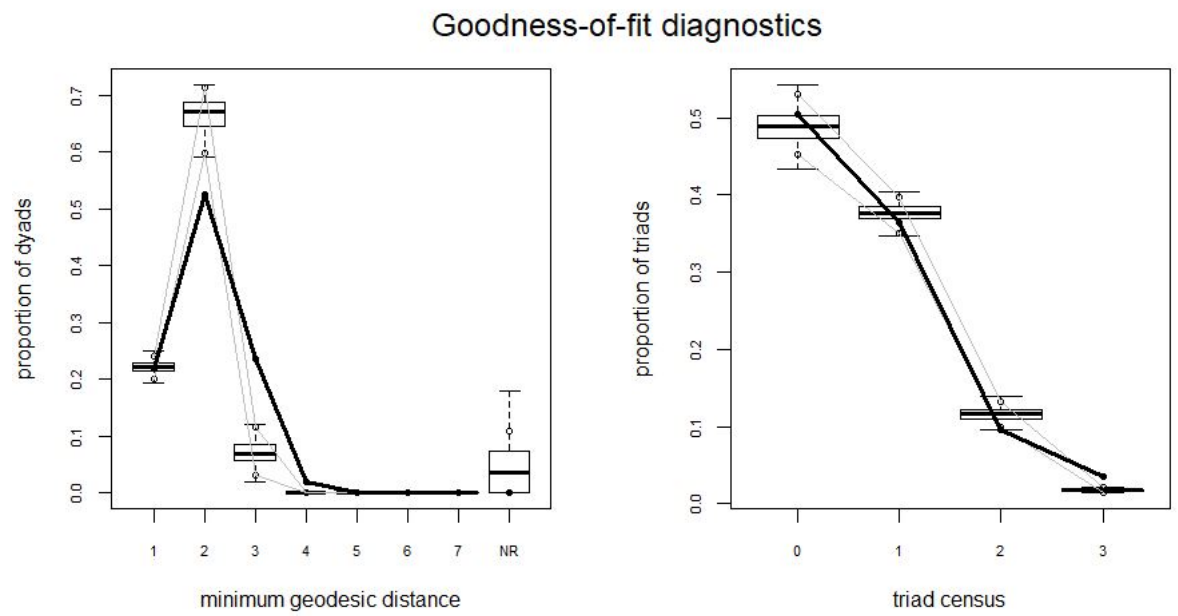 Goodness-of-fit diagnostics
proportion of dyads
0.7
0.6
0.5
0.4
0.3
0.2
0.1
0.0
1 2 3 4 5 6 7 NR
minimum geodesic distance
proportion of triads
0.5
0.4
0.3
0.2
0.1
0.0
0 1 2 3
triad census